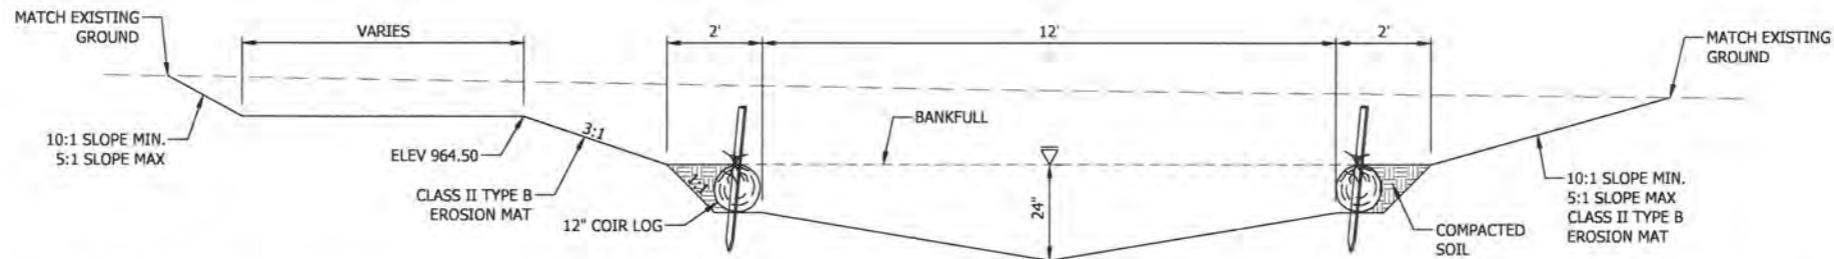 MATCH EXISTING
GROUND
VARIES
2'
12'
2'
MATCH EXISTING
GROUND
10:1 SLOPE MIN.
5:1 SLOPE MAX
ELEV 964.50
3:1
BANKFULL
CLASS II TYPE B
EROSION MAT
12" COIR LOG
1:1
24"
COMPACTED
SOIL
10:1 SLOPE MIN.
5:1 SLOPE MAX
CLASS II TYPE B
EROSION MAT